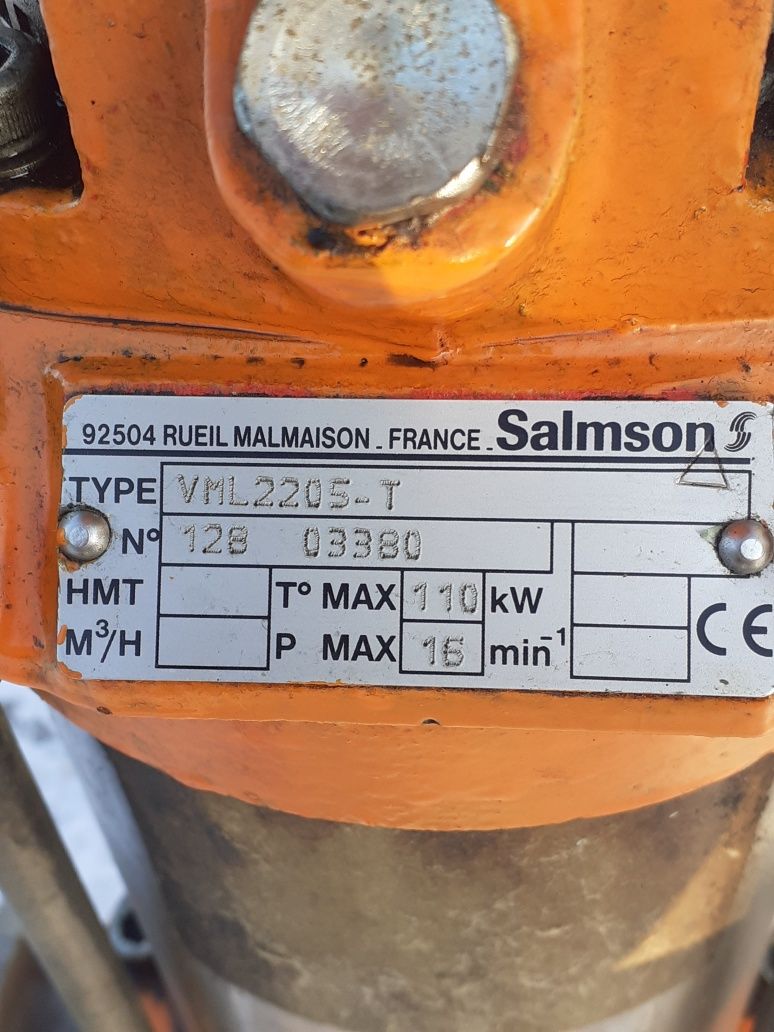 92504 RUEIL MALMAISON - FRANCE - Salmson
TYPE VML2205-T
N° 128 03380
HMT T° MAX 110 kW
M³/H P MAX 16 min⁻¹
CE